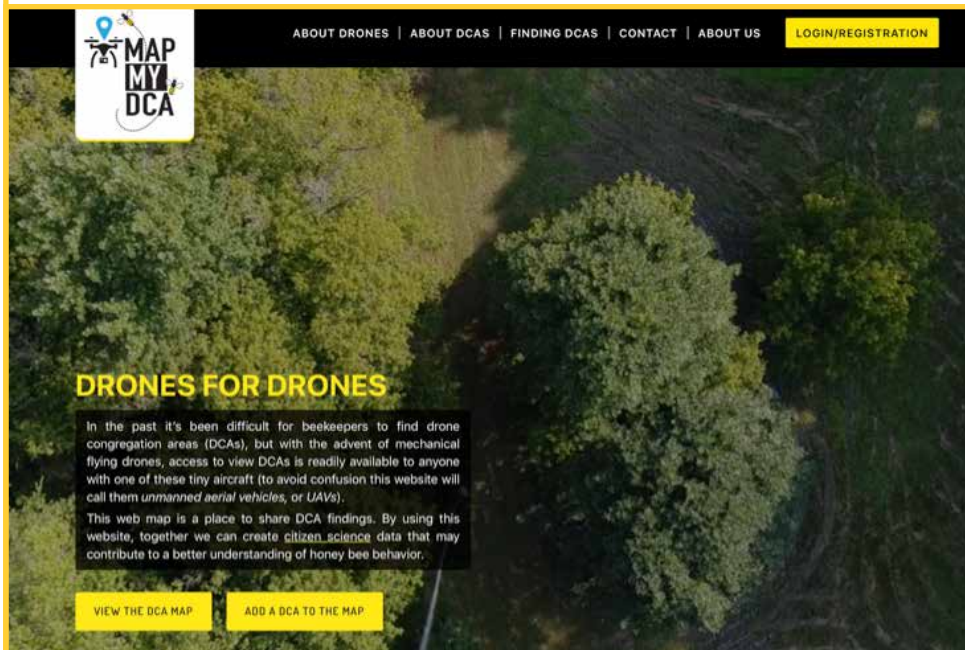 MAP
MY
DCA
ABOUT DRONES | ABOUT DCAS | FINDING DCAS | CONTACT | ABOUT US
LOGIN/REGISTRATION
DRONES FOR DRONES
In the past it's been difficult for beekeepers to find drone
congregation areas (DCAs), but with the advent of mechanical
flying drones, access to view DCAs is readily available to anyone
with one of these tiny aircraft (to avoid confusion this website will
call them unmanned aerial vehicles, or UAVs).
This web map is a place to share DCA findings. By using this
website, together we can create citizen science data that may
contribute to a better understanding of honey bee behavior.
VIEW THE DCA MAP
ADD A DCA TO THE MAP